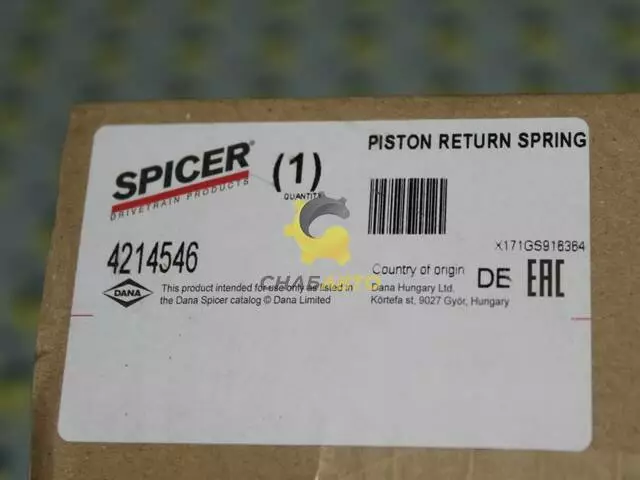 SPICER®
DRIVETRAIN PRODUCTS
(1)
QUANTITY
PISTON RETURN SPRING
X171GS916364
4214546
DANA
This product intended for use only as listed in
the Dana Spicer catalog © Dana Limited
СНАБАВТО
Country of origin
DE
EAC
Dana Hungary Ltd.
Körtefa st, 9027 Györ, Hungary